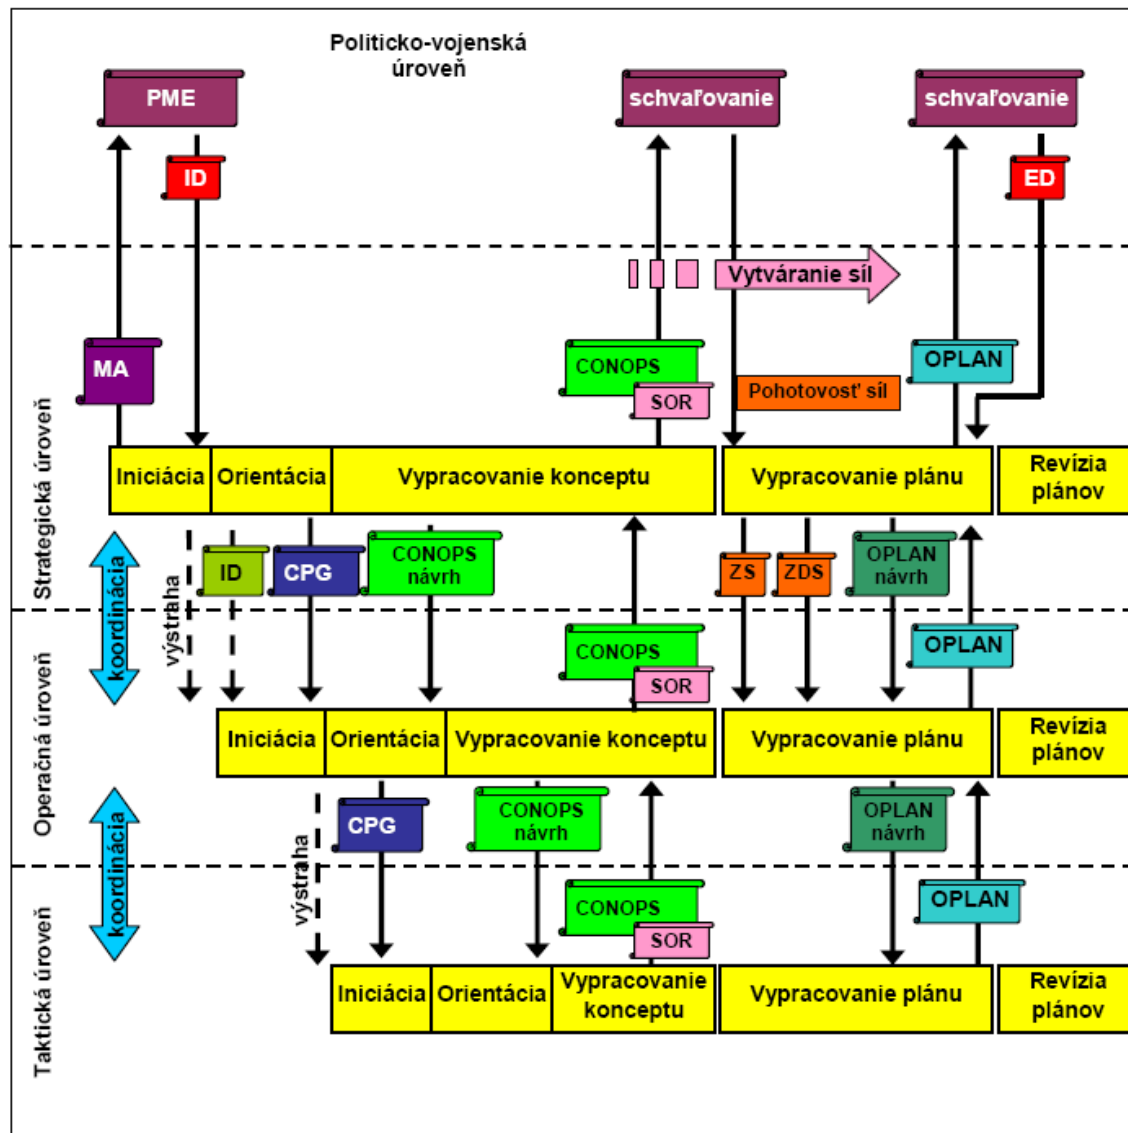 Politicko-vojenská
úroveň
PME
schvaľovanie
schvaľovanie
ID
ED
Vytváranie síl
MA
CONOPS
SOR
Pohotovosť síl
OPLAN
Strategická úroveň
Iniciácia
Orientácia
Vypracovanie konceptu
Vypracovanie plánu
Revízia
plánov
koordinácia
výstraha
ID
CPG
CONOPS
návrh
ZS
ZDS
OPLAN
návrh
CONOPS
SOR
OPLAN
Operačná úroveň
Iniciácia
Orientácia
Vypracovanie konceptu
Vypracovanie plánu
Revízia
plánov
koordinácia
výstraha
CPG
CONOPS
návrh
OPLAN
návrh
CONOPS
SOR
OPLAN
Taktická úroveň
Iniciácia
Orientácia
Vypracovanie
konceptu
Vypracovanie plánu
Revízia
plánov